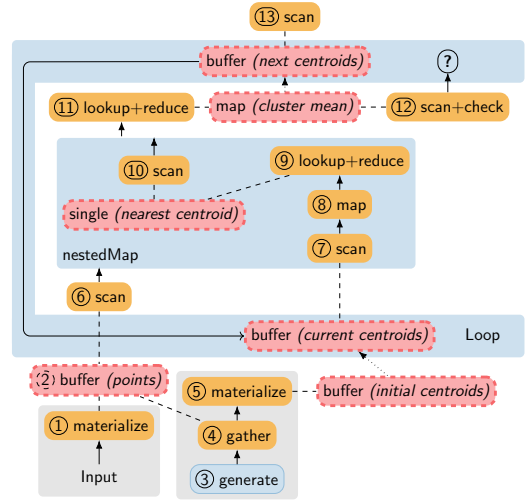 ⑬ scan
buffer (next centroids)
?
⑪ lookup+reduce
map (cluster mean)
⑫ scan+check
⑨ lookup+reduce
⑩ scan
⑧ map
single (nearest centroid)
⑦ scan
nestedMap
⑥ scan
buffer (current centroids)
Loop
② buffer (points)
⑤ materialize
buffer (initial centroids)
① materialize
④ gather
Input
③ generate